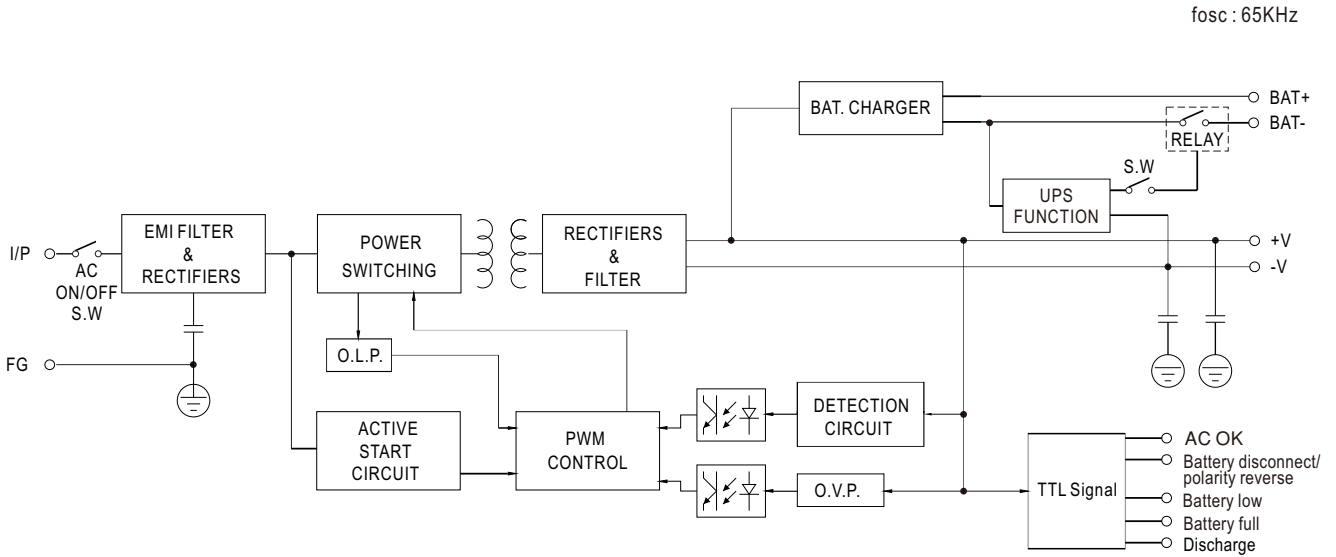 fosc : 65KHz
BAT. CHARGER
BAT+
BAT-
RELAY
S.W
UPS
FUNCTION
I/P
AC
ON/OFF
S.W
EMI FILTER
&
RECTIFIERS
POWER
SWITCHING
RECTIFIERS
&
FILTER
+V
-V
FG
O.L.P.
ACTIVE
START
CIRCUIT
PWM
CONTROL
DETECTION
CIRCUIT
O.V.P.
TTL Signal
AC OK
Battery disconnect/
polarity reverse
Battery low
Battery full
Discharge